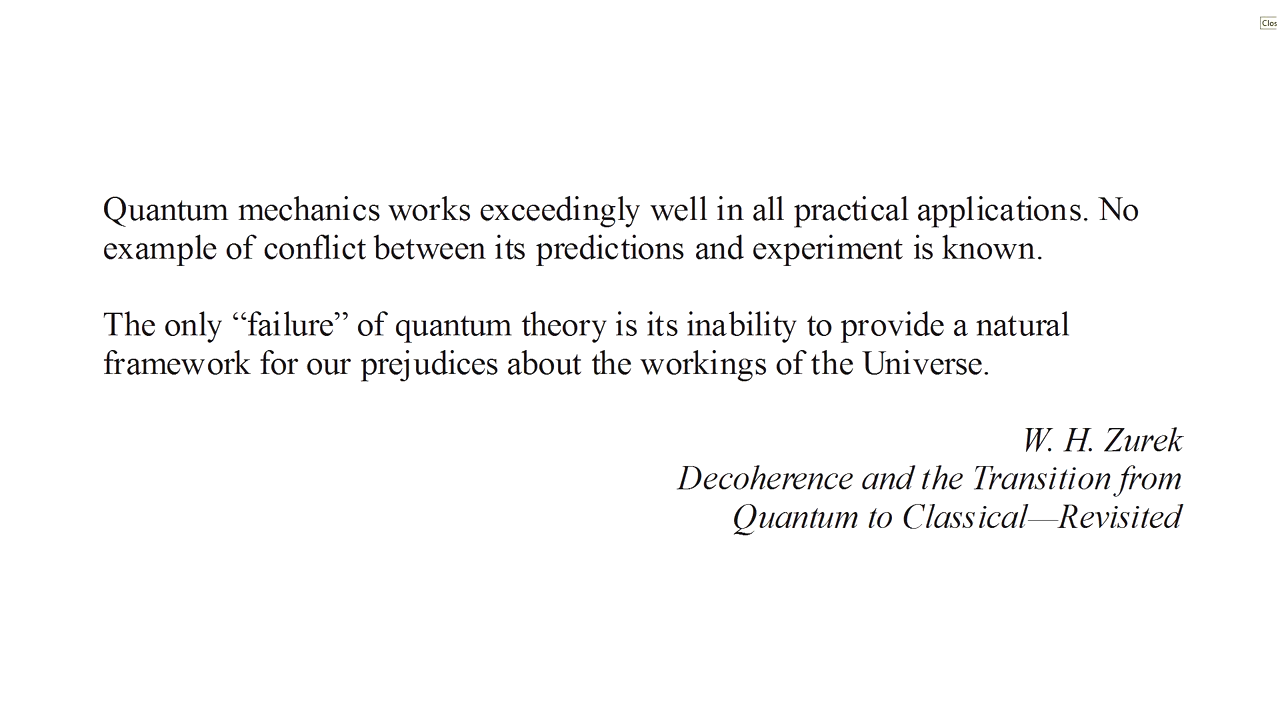 Clos
Quantum mechanics works exceedingly well in all practical applications. No
example of conflict between its predictions and experiment is known.
The only “failure” of quantum theory is its inability to provide a natural
framework for our prejudices about the workings of the Universe.
W. H. Zurek
Decoherence and the Transition from
Quantum to Classical—Revisited